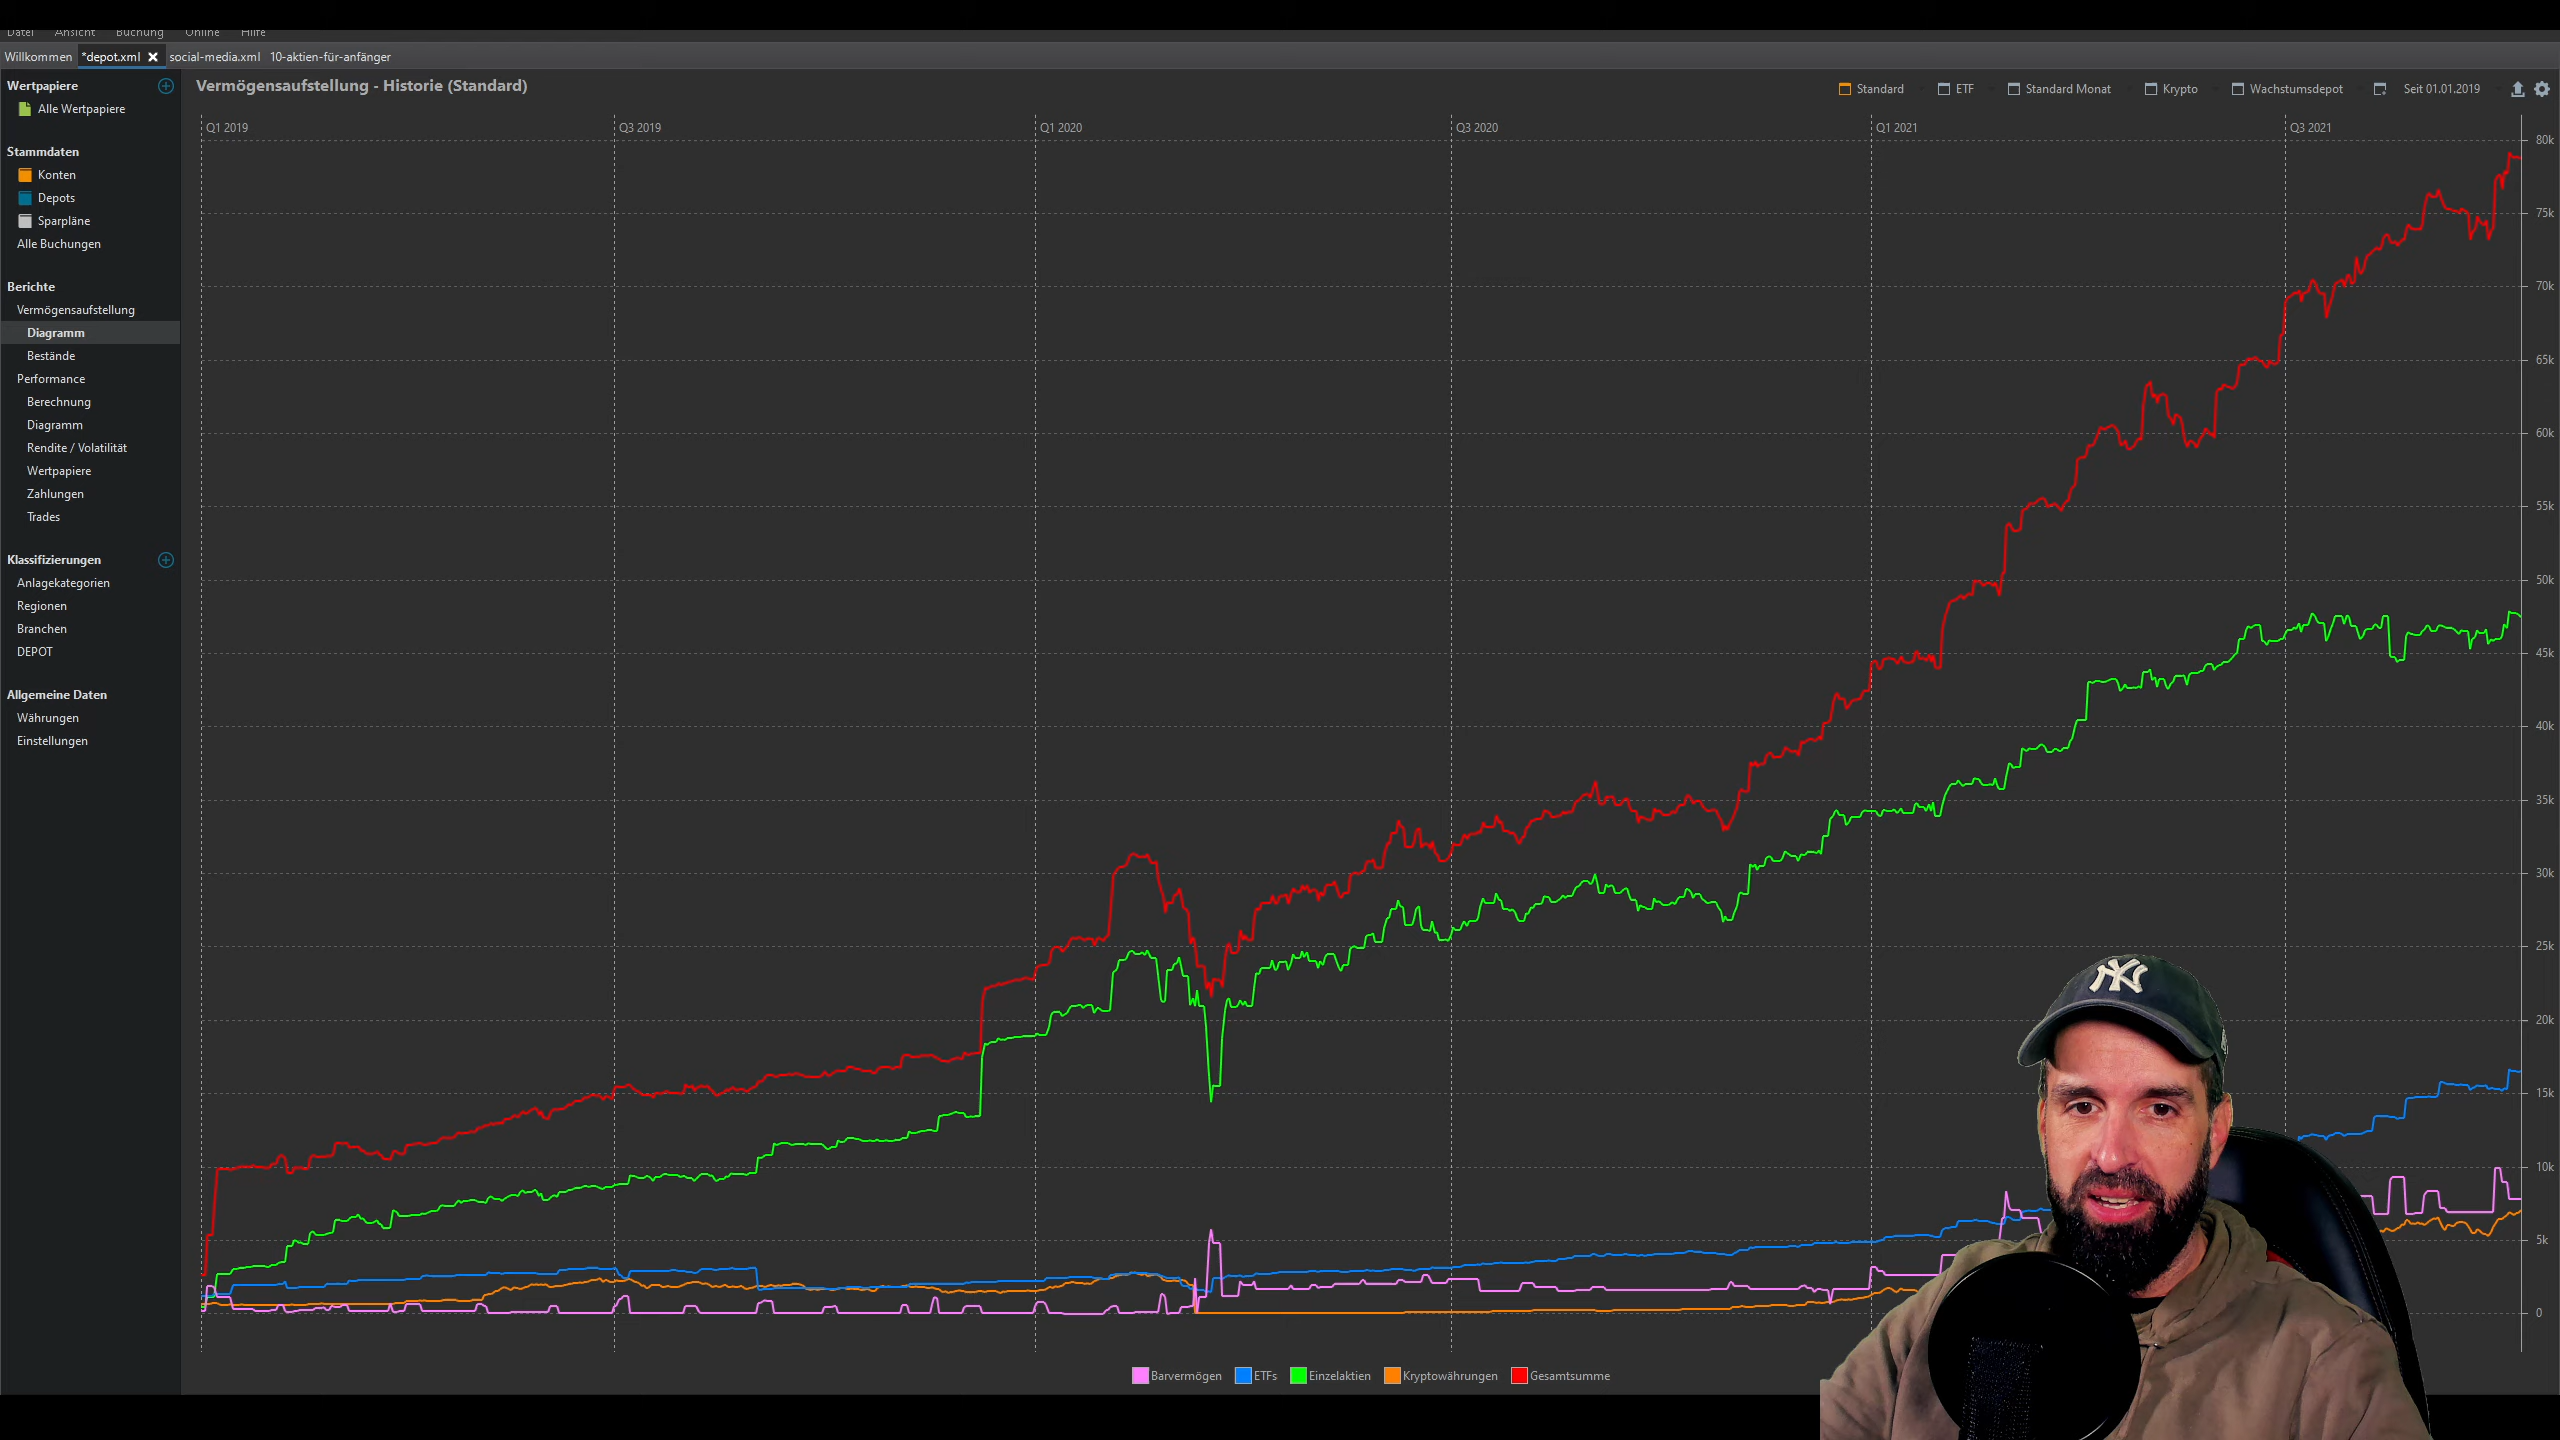 Datei Ansicht Buchung Online Hilfe
Willkommen *depot.xml social-media.xml 10-aktien-für-anfänger
Wertpapiere
Alle Wertpapiere
Stammdaten
Konten
Depots
Sparpläne
Alle Buchungen
Berichte
Vermögensaufstellung
Diagramm
Bestände
Performance
Berechnung
Diagramm
Rendite / Volatilität
Wertpapiere
Zahlungen
Trades
Klassifizierungen
Anlagekategorien
Regionen
Branchen
DEPOT
Allgemeine Daten
Währungen
Einstellungen
Vermögensaufstellung - Historie (Standard)
Standard ETF Standard Monat Krypto Wachstumsdepot Seit 01.01.2019
Q1 2019 Q3 2019 Q1 2020 Q3 2020 Q1 2021 Q3 2021
80k
75k
70k
65k
60k
55k
50k
45k
40k
35k
30k
25k
20k
15k
10k
5k
0
NY
Barvermögen ETFs Einzelaktien Kryptowährungen Gesamtsumme